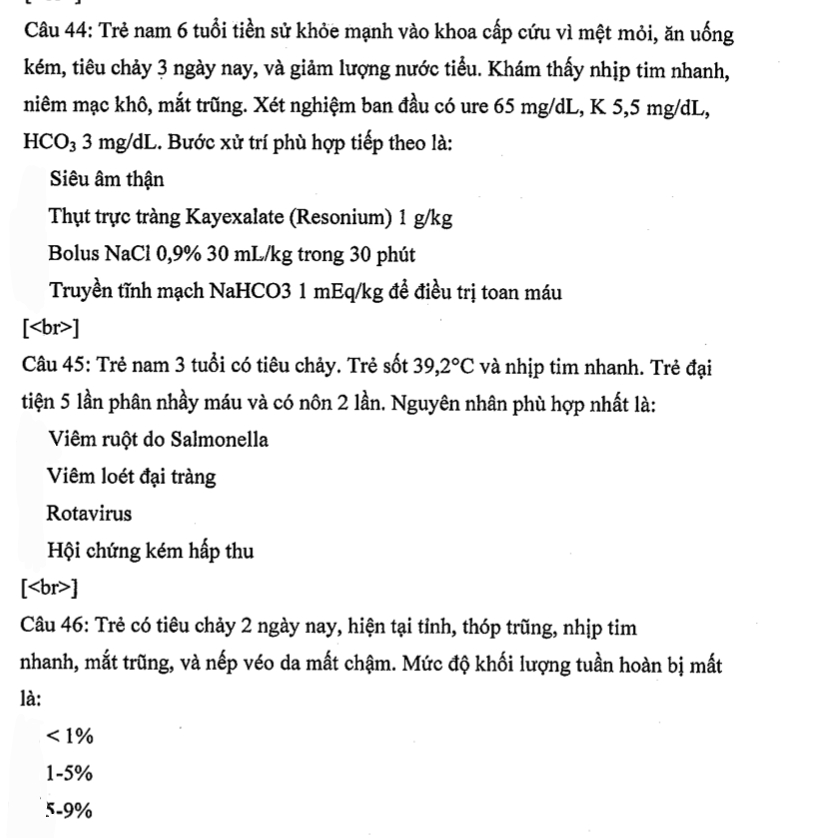 Câu 44: Trẻ nam 6 tuổi tiền sử khỏe mạnh vào khoa cấp cứu vì mệt mỏi, ăn uống
kém, tiêu chảy 3 ngày nay, và giảm lượng nước tiểu. Khám thấy nhịp tim nhanh,
niêm mạc khô, mắt trũng. Xét nghiệm ban đầu có ure 65 mg/dL, K 5,5 mg/dL,
HCO₃ 3 mg/dL. Bước xử trí phù hợp tiếp theo là:
Siêu âm thận
Thụt trực tràng Kayexalate (Resonium) 1 g/kg
Bolus NaCl 0,9% 30 mL/kg trong 30 phút
Truyền tĩnh mạch NaHCO3 1 mEq/kg để điều trị toan máu
[<br>]
Câu 45: Trẻ nam 3 tuổi có tiêu chảy. Trẻ sốt 39,2°C và nhịp tim nhanh. Trẻ đại
tiện 5 lần phân nhầy máu và có nôn 2 lần. Nguyên nhân phù hợp nhất là:
Viêm ruột do Salmonella
Viêm loét đại tràng
Rotavirus
Hội chứng kém hấp thu
[<br>]
Câu 46: Trẻ có tiêu chảy 2 ngày nay, hiện tại tỉnh, thóp trũng, nhịp tim
nhanh, mắt trũng, và nếp véo da mất chậm. Mức độ khối lượng tuần hoàn bị mất
là:
< 1%
1-5%
5-9%